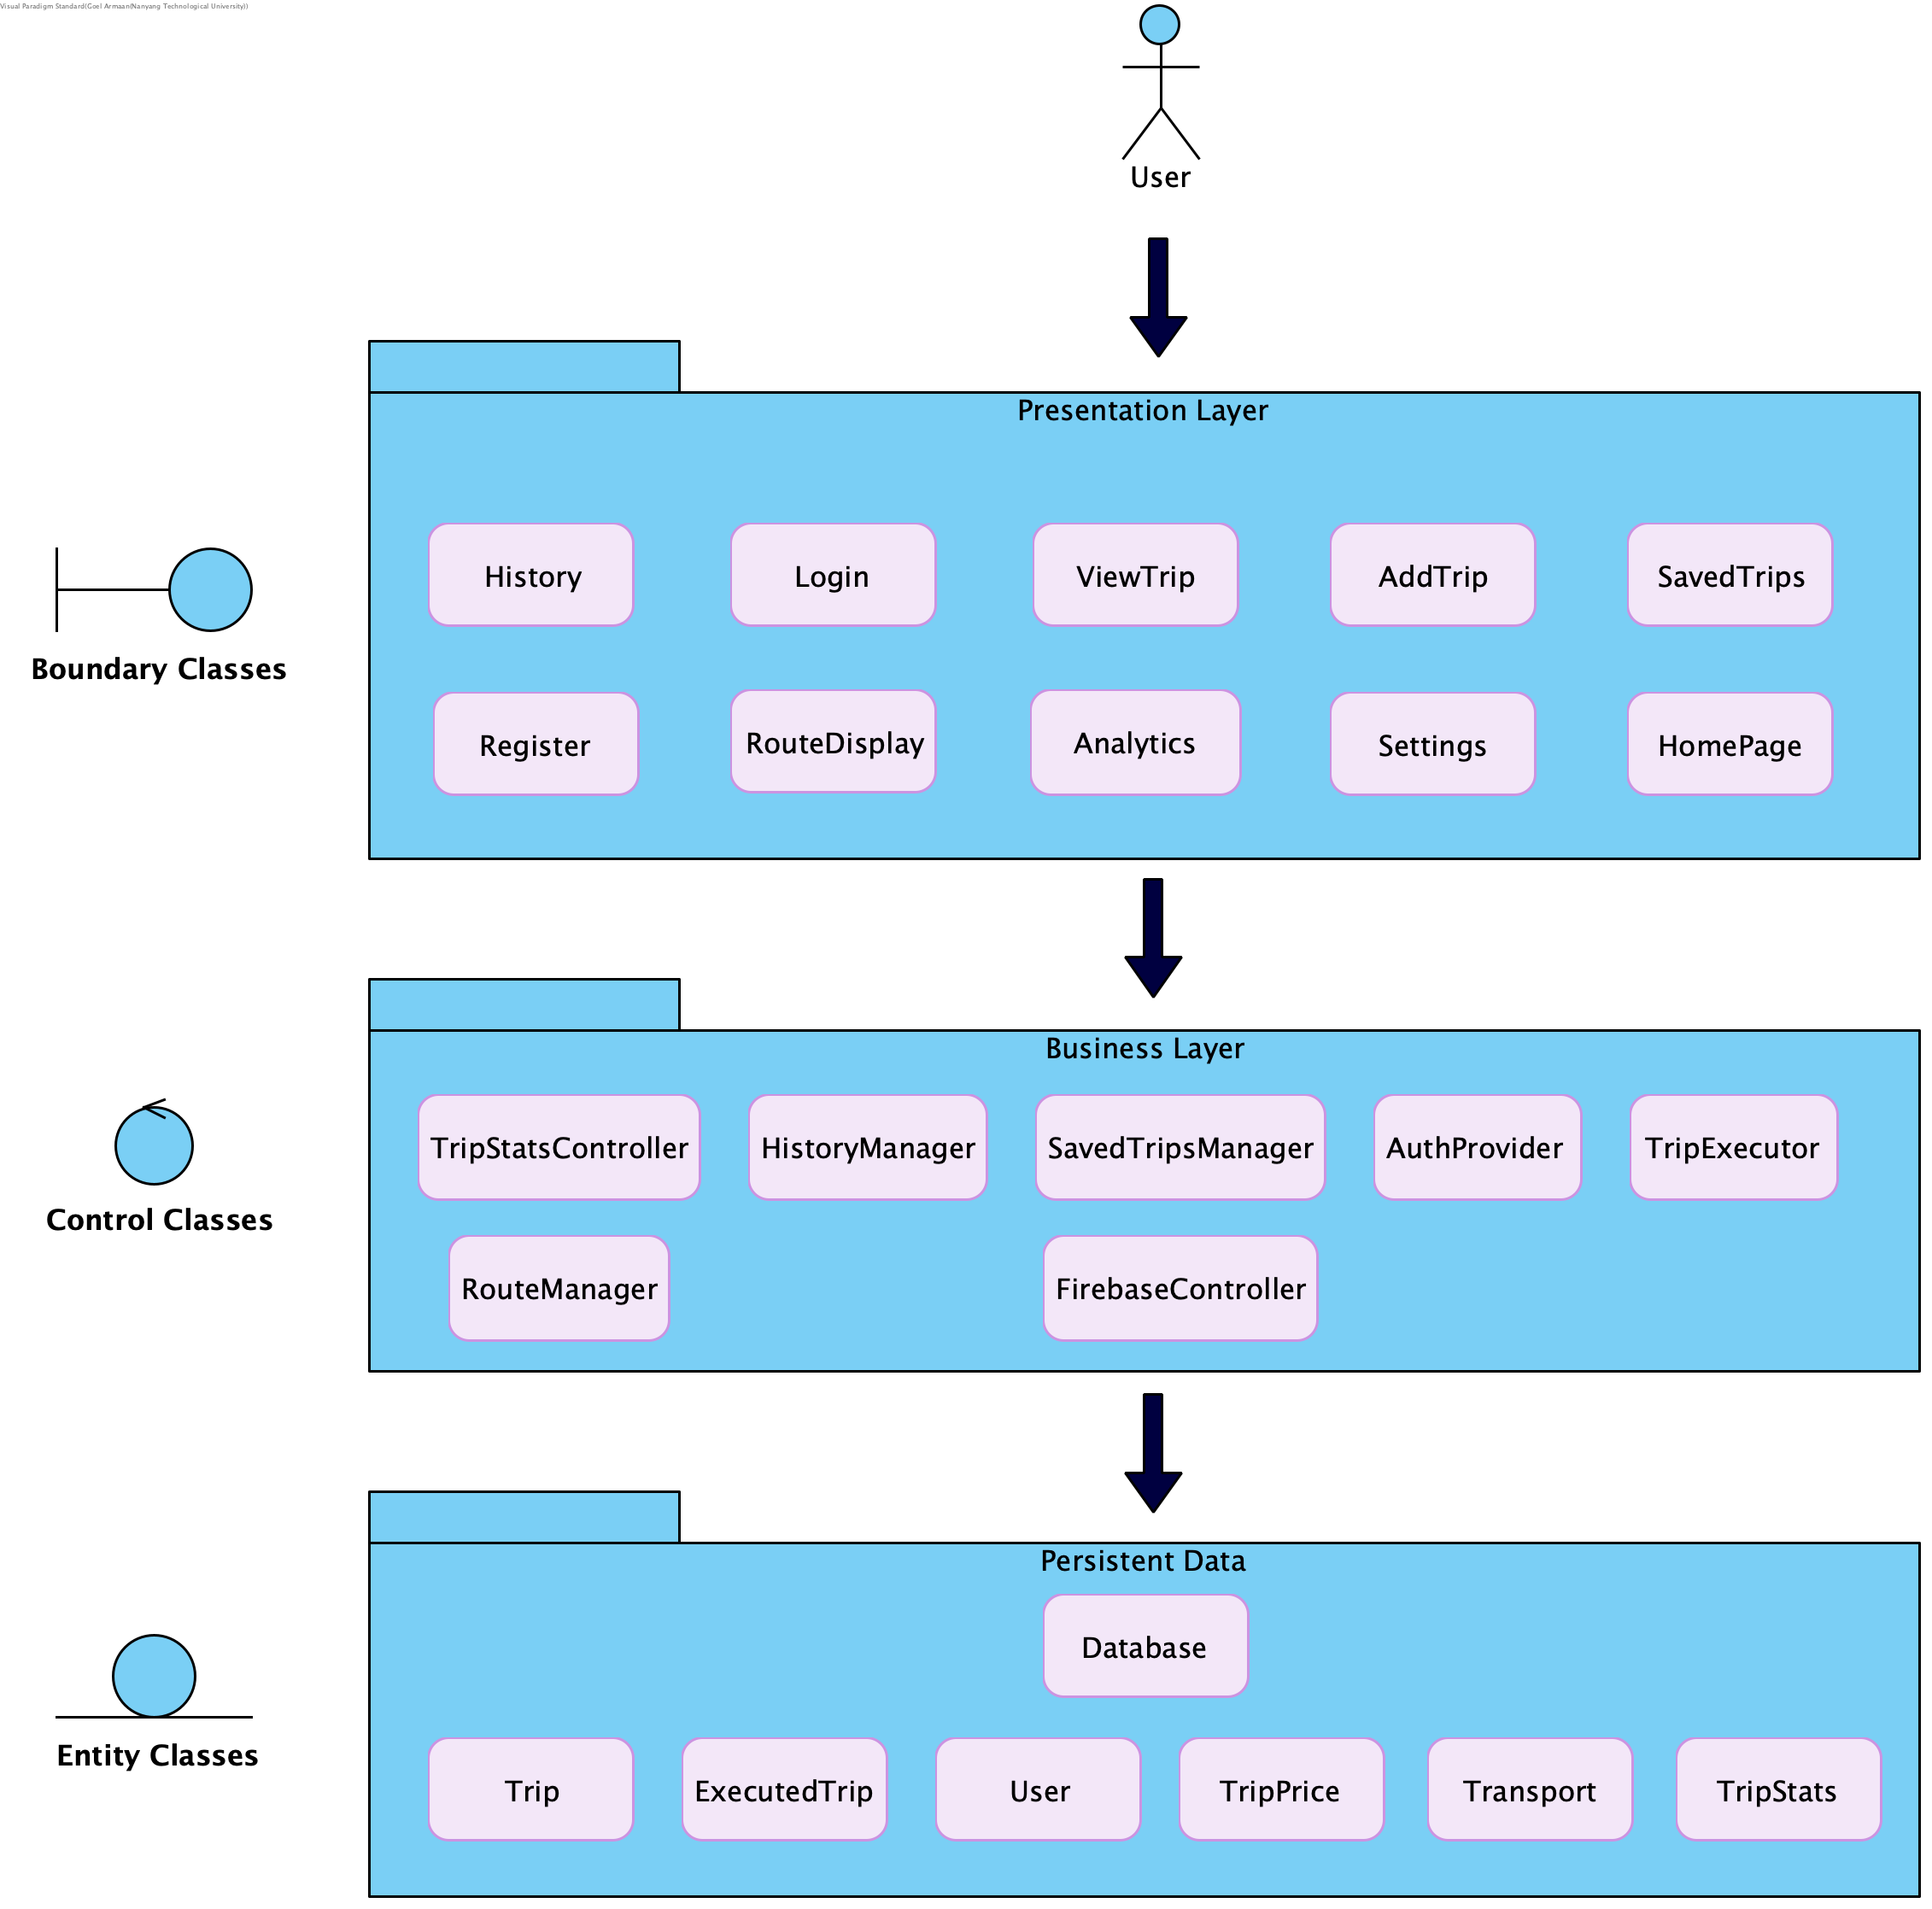 Visual Paradigm Standard(Goel Armaan(Nanyang Technological University))
User
Presentation Layer
History
Login
ViewTrip
AddTrip
SavedTrips
Boundary Classes
Register
RouteDisplay
Analytics
Settings
HomePage
Business Layer
TripStatsController
HistoryManager
SavedTripsManager
AuthProvider
TripExecutor
Control Classes
RouteManager
FirebaseController
Persistent Data
Database
Entity Classes
Trip
ExecutedTrip
User
TripPrice
Transport
TripStats